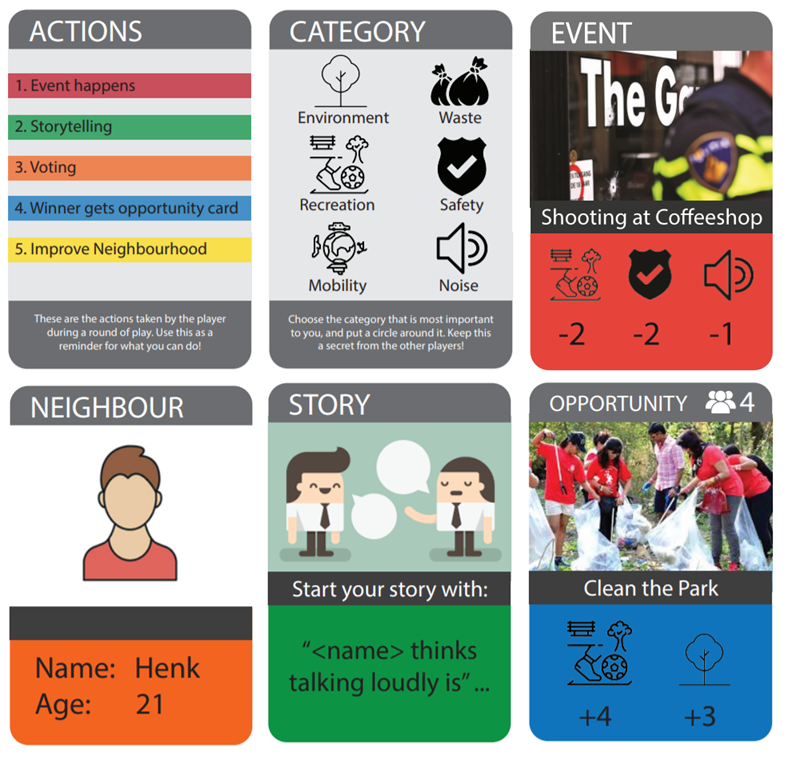 ACTIONS
1. Event happens
2. Storytelling
3. Voting
4. Winner gets opportunity card
5. Improve Neighbourhood
These are the actions taken by the player
during a round of play. Use this as a
reminder for what you can do!
CATEGORY
Environment
Waste
Recreation
Safety
Mobility
Noise
Choose the category that is most important
to you, and put a circle around it. Keep this
a secret from the other players!
EVENT
The Ga
Shooting at Coffeeshop
-2
-2
-1
NEIGHBOUR
Name: Henk
Age: 21
STORY
Start your story with:
"<name> thinks
talking loudly is" ...
OPPORTUNITY 4
Clean the Park
+4
+3